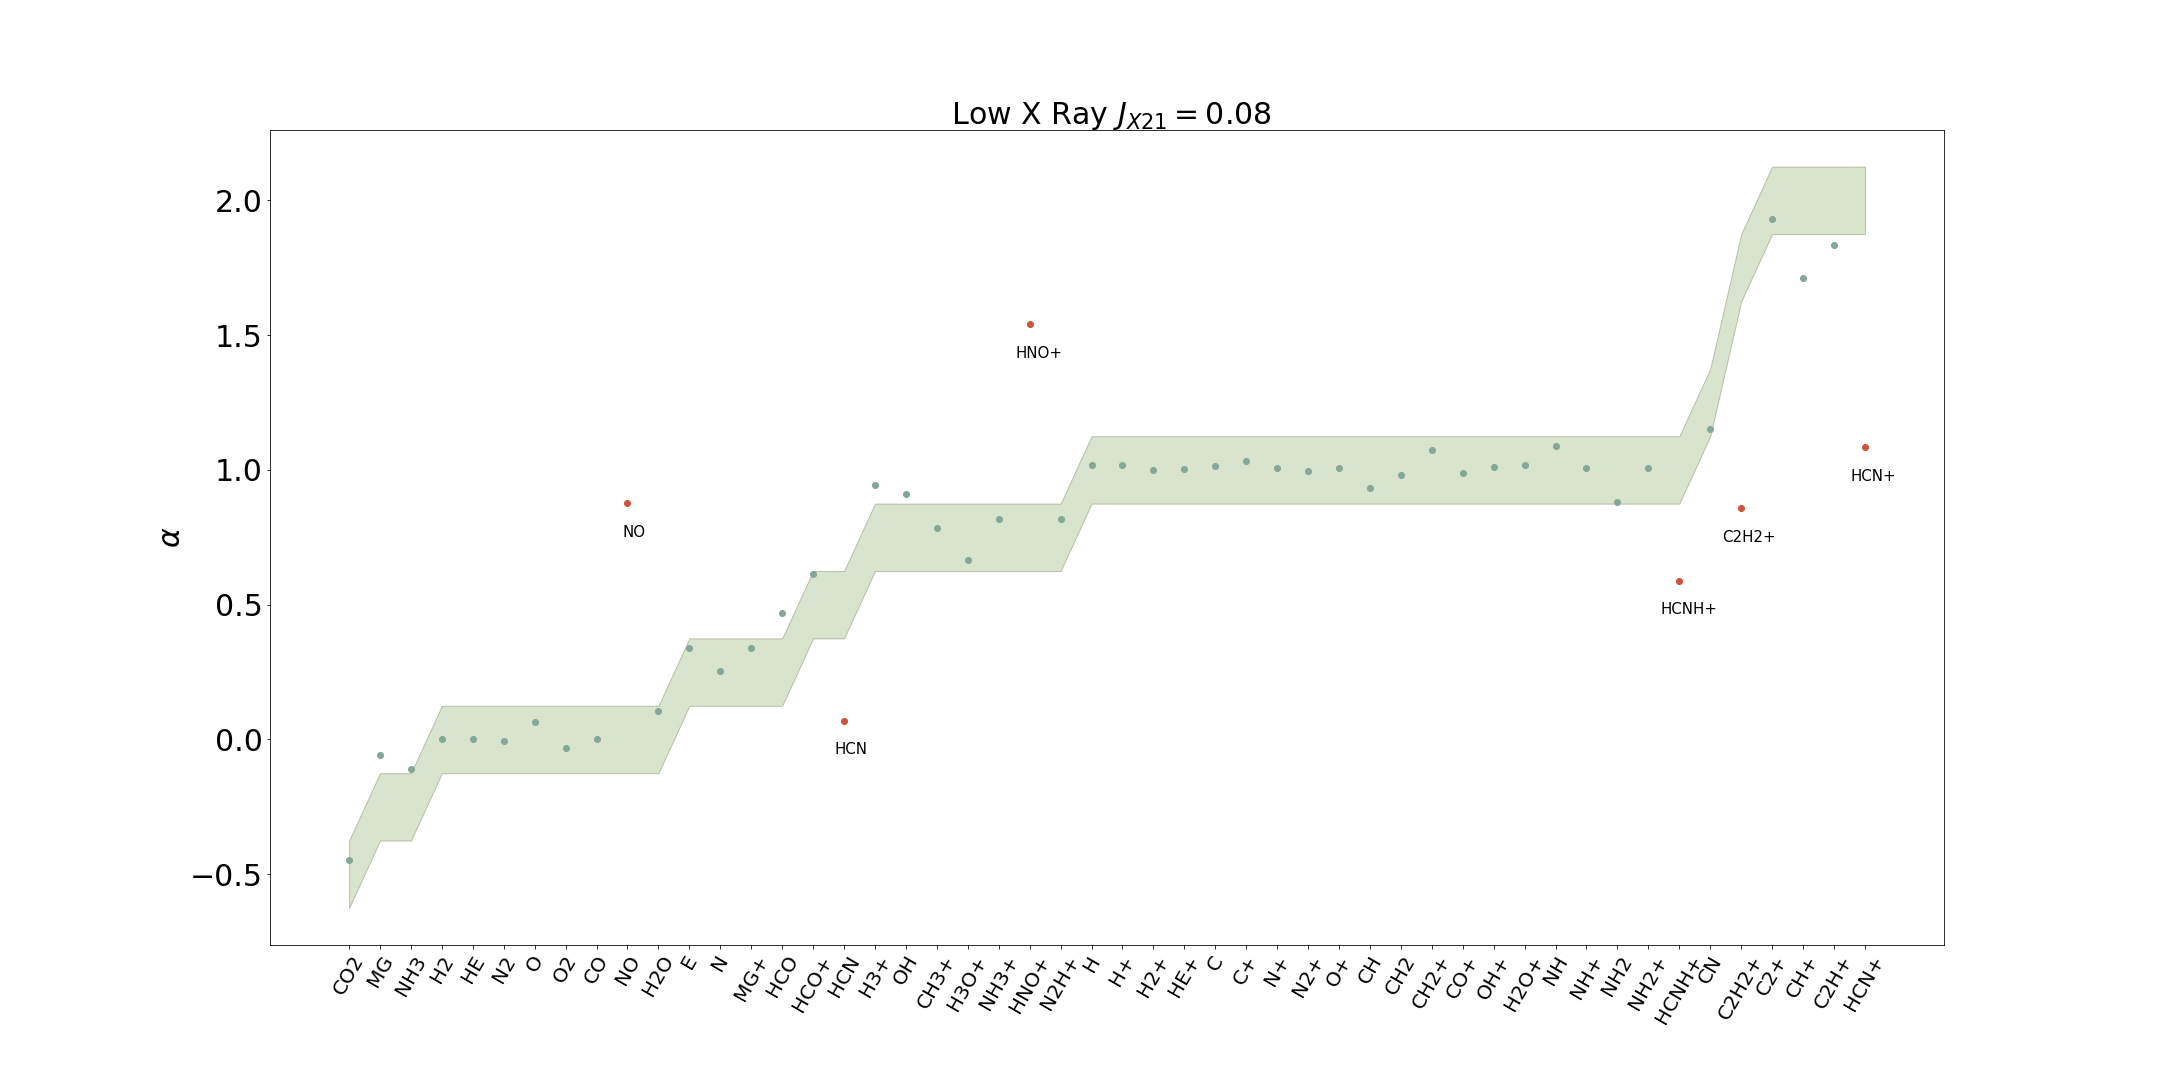 Low X Ray J_{X21} = 0.08
2.0
1.5
1.0
0.5
0.0
−0.5
α
HNO+
NO
HCN+
C2H2+
HCNH+
HCN
CO2 MG NH3 H2 HE N2 O O2 CO NO H2O E N MG+ HCO HCO+ HCN H3+ OH CH3+ H3O+ NH3+ HNO+ N2H+ H H+ H2+ HE+ C C+ N+ N2+ O+ CH CH2 CH2+ CO+ OH+ H2O+ NH NH+ NH2 NH2+ HCNH+ CN C2H2+ C2+ CH+ C2H+ HCN+